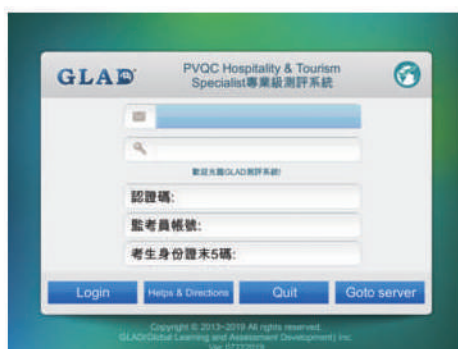 GLAD
PVQC Hospitality & Tourism
Specialist專業級測評系統
歡迎光臨GLAD測評系統!
認證碼:
監考員帳號:
考生身份證末5碼:
Login
Helps & Directions
Quit
Goto server
Copyright © 2013-2019 All rights reserved.
GLAD(Global Learning and Assessment Development) Inc.